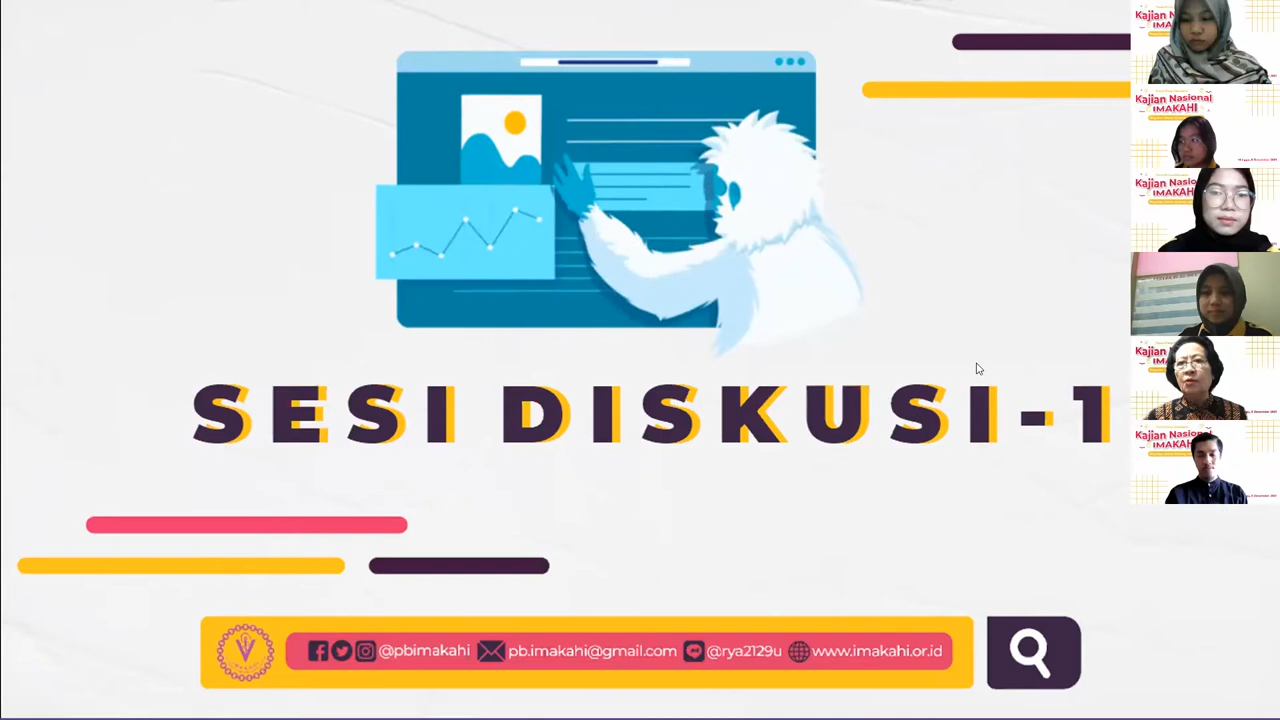 SESI DISKUSI-1
@pbimakahi pb.imakahi@gmail.com @rya2129u www.imakahi.or.id
Kajian Nasional
IMAKAHI